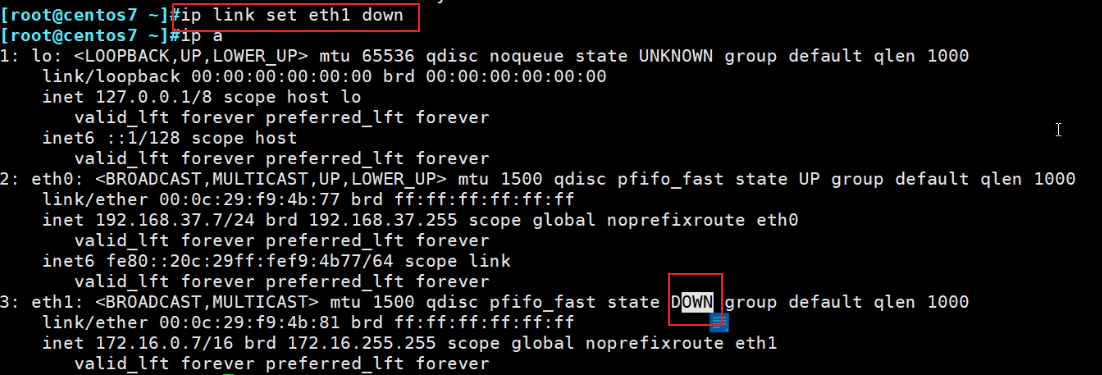 [root@centos7 ~]#ip link set eth1 down
[root@centos7 ~]#ip a
1: lo: <LOOPBACK,UP,LOWER_UP> mtu 65536 qdisc noqueue state UNKNOWN group default qlen 1000
    link/loopback 00:00:00:00:00:00 brd 00:00:00:00:00:00
    inet 127.0.0.1/8 scope host lo
       valid_lft forever preferred_lft forever
    inet6 ::1/128 scope host
       valid_lft forever preferred_lft forever
2: eth0: <BROADCAST,MULTICAST,UP,LOWER_UP> mtu 1500 qdisc pfifo_fast state UP group default qlen 1000
    link/ether 00:0c:29:f9:4b:77 brd ff:ff:ff:ff:ff:ff
    inet 192.168.37.7/24 brd 192.168.37.255 scope global noprefixroute eth0
       valid_lft forever preferred_lft forever
    inet6 fe80::20c:29ff:fef9:4b77/64 scope link
       valid_lft forever preferred_lft forever
3: eth1: <BROADCAST,MULTICAST> mtu 1500 qdisc pfifo_fast state DOWN group default qlen 1000
    link/ether 00:0c:29:f9:4b:81 brd ff:ff:ff:ff:ff:ff
    inet 172.16.0.7/16 brd 172.16.255.255 scope global noprefixroute eth1
       valid_lft forever preferred_lft forever